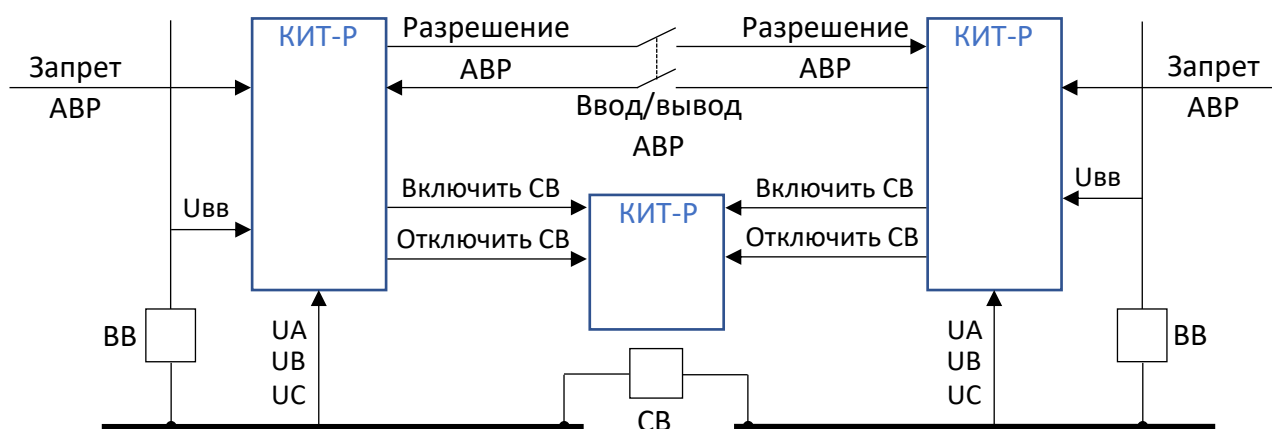 КИТ-Р
Разрешение
Разрешение
КИТ-Р
Запрет
АВР
АВР
АВР
Запрет
АВР
Ввод/вывод
АВР
Включить СВ
Включить СВ
Uвв
Uвв
КИТ-Р
Отключить СВ
Отключить СВ
ВВ
UA
UB
UC
UA
UB
UC
ВВ
СВ